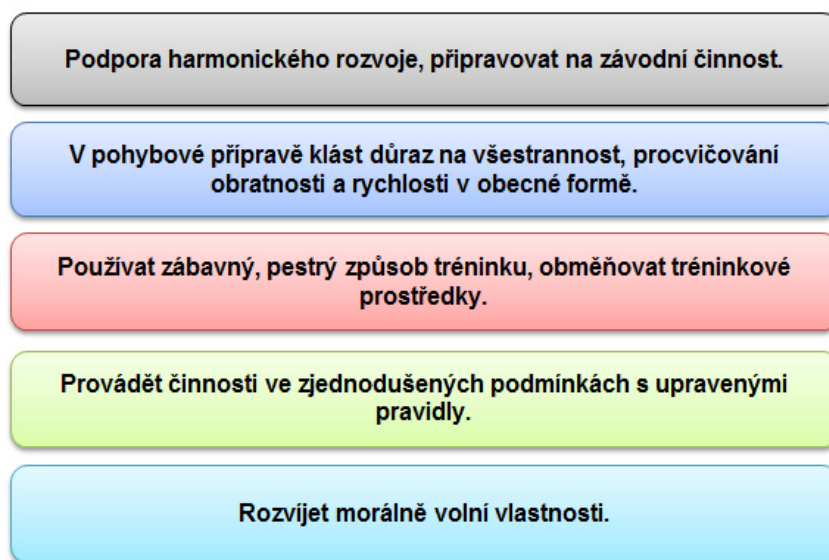 Podpora harmonického rozvoje, připravovat na závodní činnost.
V pohybové přípravě klást důraz na všestrannost, procvičování
obratnosti a rychlosti v obecné formě.
Používat zábavný, pestrý způsob tréninku, obměňovat tréninkové
prostředky.
Provádět činnosti ve zjednodušených podmínkách s upravenými
pravidly.
Rozvíjet morálně volní vlastnosti.